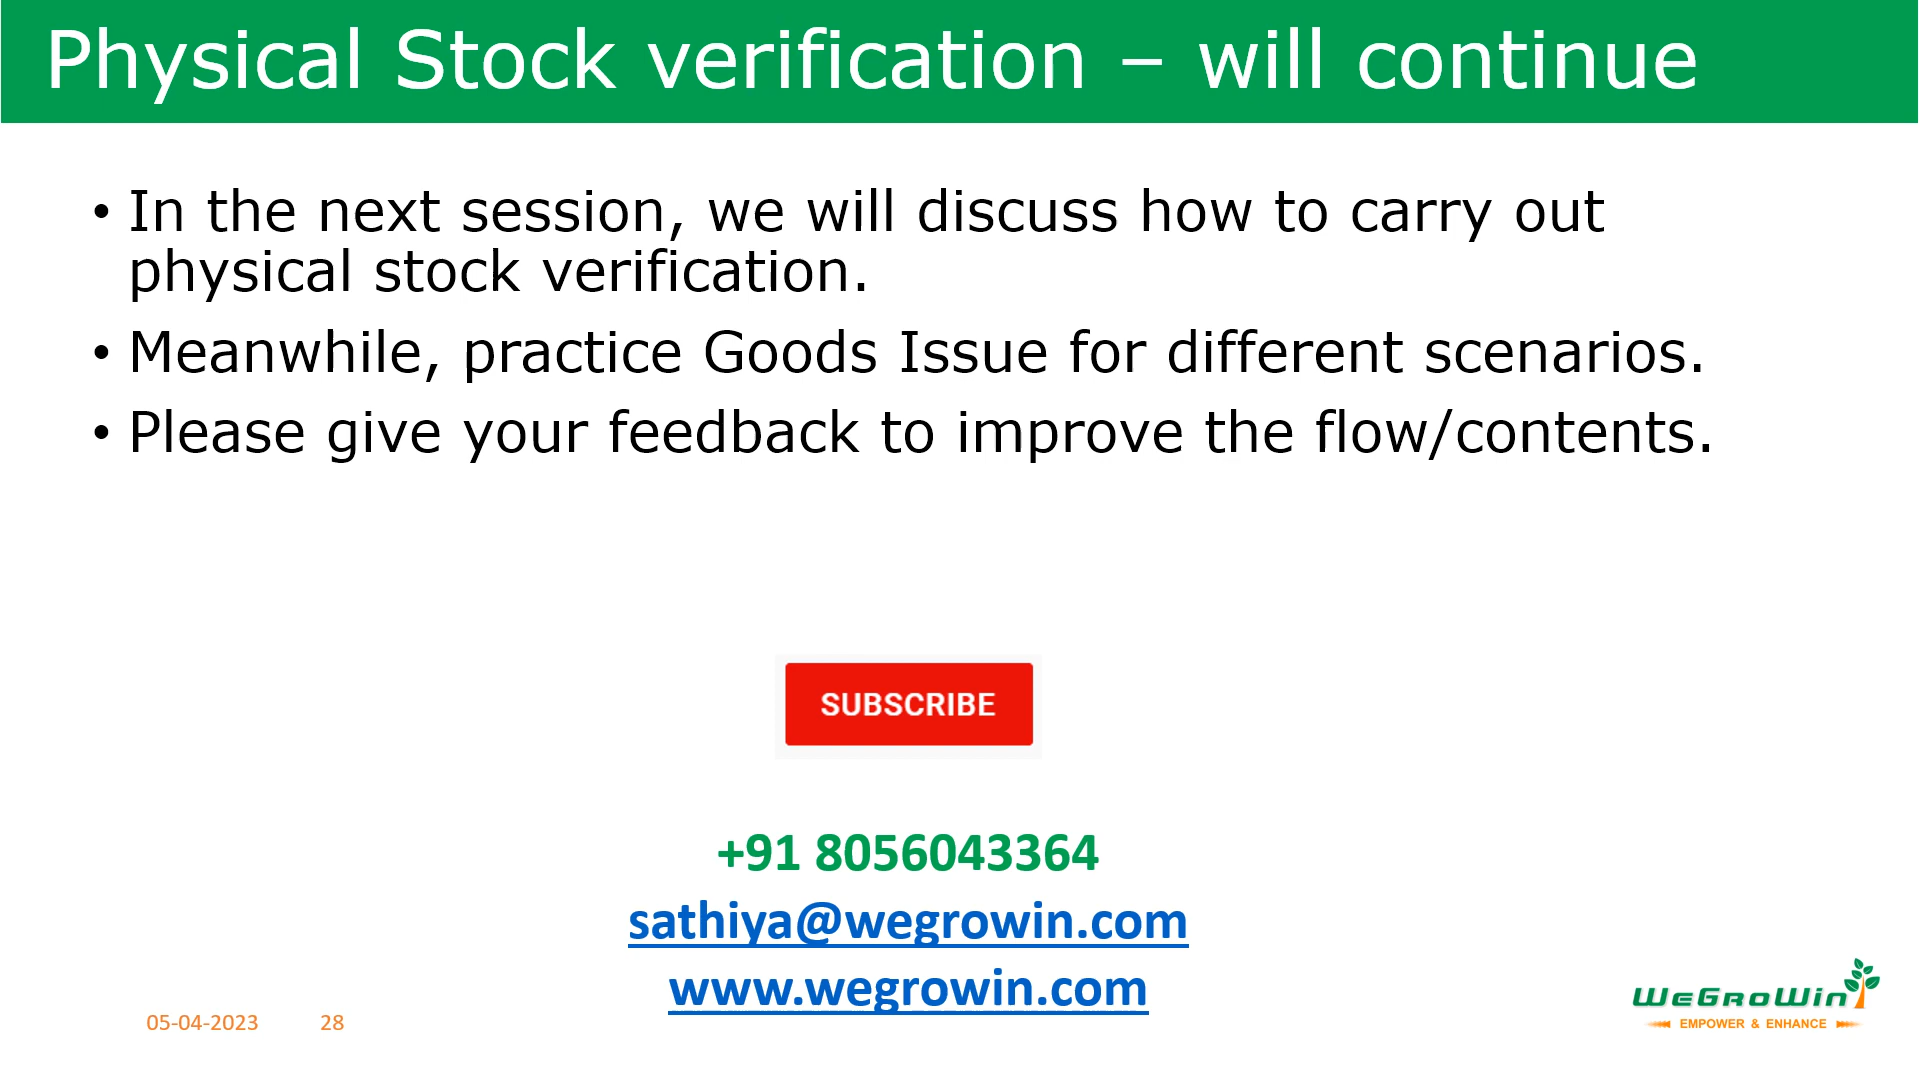 Physical Stock verification – will continue
• In the next session, we will discuss how to carry out
physical stock verification.
• Meanwhile, practice Goods Issue for different scenarios.
• Please give your feedback to improve the flow/contents.
SUBSCRIBE
+91 8056043364
sathiya@wegrowin.com
www.wegrowin.com
05-04-2023 28
WEGROWIN
EMPOWER & ENHANCE